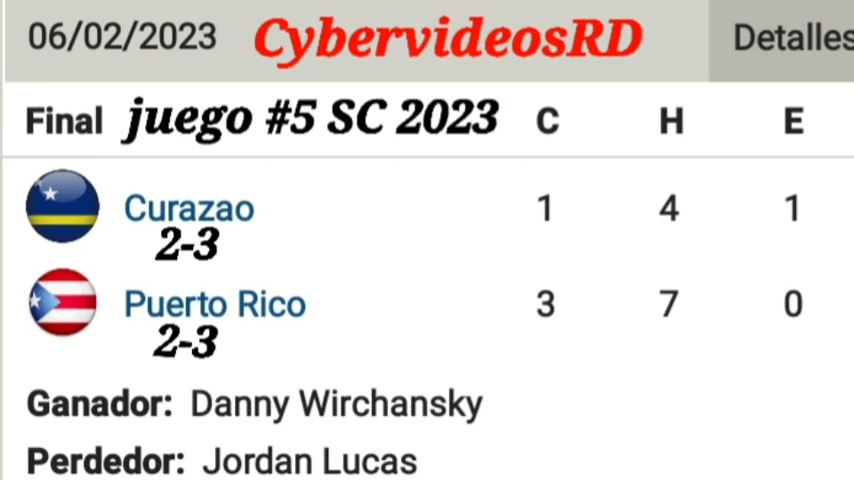 06/02/2023 CybervideosRD Detalles
Final juego #5 SC 2023 C H E
Curazao 1 4 1
2-3
Puerto Rico 3 7 0
2-3
Ganador: Danny Wirchansky
Perdedor: Jordan Lucas